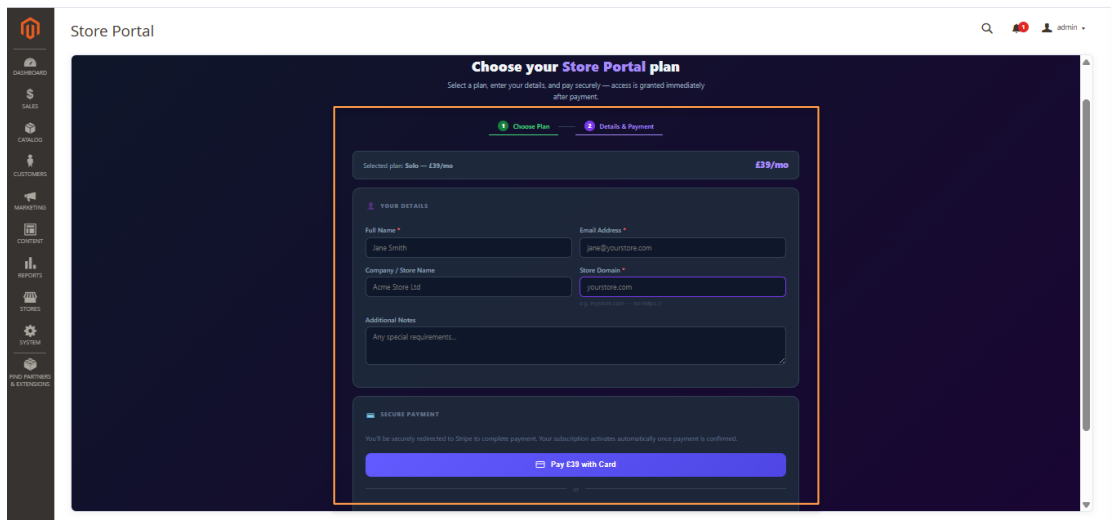 Store Portal
1
admin
DASHBOARD
$
SALES
CATALOG
CUSTOMERS
MARKETING
CONTENT
REPORTS
STORES
SYSTEM
FIND PARTNERS
& EXTENSIONS
Choose your Store Portal plan
Select a plan, enter your details, and pay securely — access is granted immediately
after payment.
1 Choose Plan
2 Details & Payment
Selected plan: Solo — £39/mo
£39/mo
YOUR DETAILS
Full Name *
Email Address *
Jane Smith
jane@yourstore.com
Company / Store Name
Store Domain *
Acme Store Ltd
yourstore.com
Additional Notes
Any special requirements...
SECURE PAYMENT
You'll be securely redirected to Stripe to complete payment. Your subscription activates automatically once payment is confirmed.
Pay £39 with Card
or